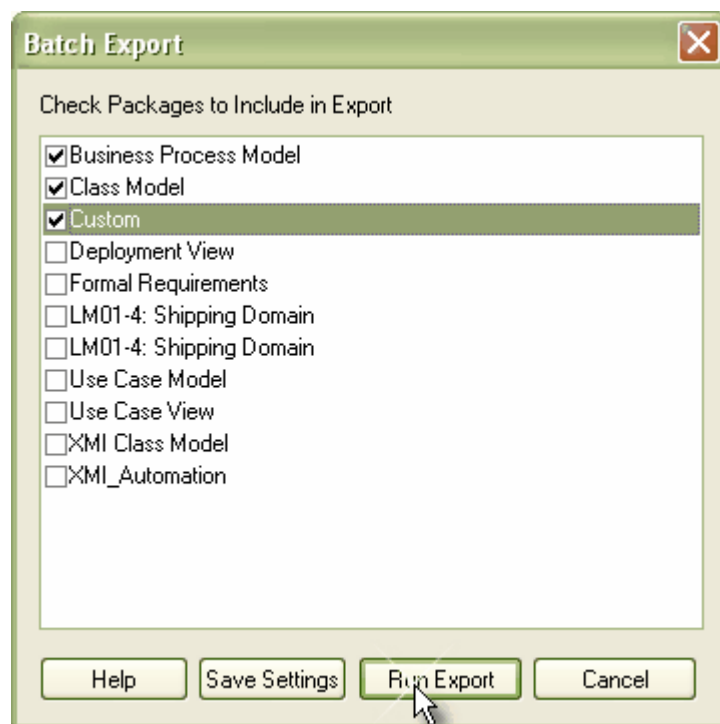 Batch Export
Check Packages to Include in Export
Business Process Model
Class Model
Custom
Deployment View
Formal Requirements
LM01-4: Shipping Domain
LM01-4: Shipping Domain
Use Case Model
Use Case View
XMI Class Model
XMI_Automation
Help Save Settings Run Export Cancel